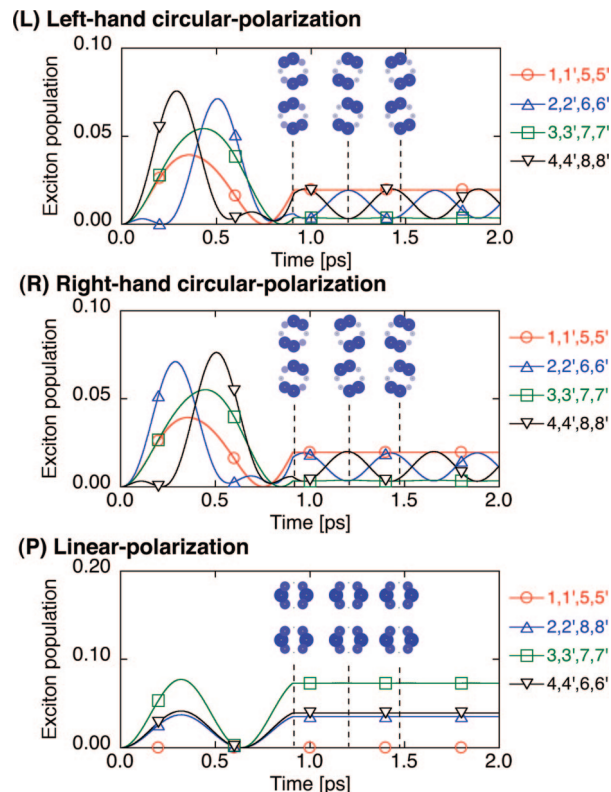 (L) Left-hand circular-polarization
0.10
0.05
0.00
Exciton population
0.0 0.5 1.0 1.5 2.0
Time [ps]
1,1',5,5'
2,2',6,6'
3,3',7,7'
4,4',8,8'
(R) Right-hand circular-polarization
0.10
0.05
0.00
Exciton population
0.0 0.5 1.0 1.5 2.0
Time [ps]
1,1',5,5'
2,2',6,6'
3,3',7,7'
4,4',8,8'
(P) Linear-polarization
0.20
0.10
0.00
Exciton population
0.0 0.5 1.0 1.5 2.0
Time [ps]
1,1',5,5'
2,2',8,8'
3,3',7,7'
4,4',6,6'